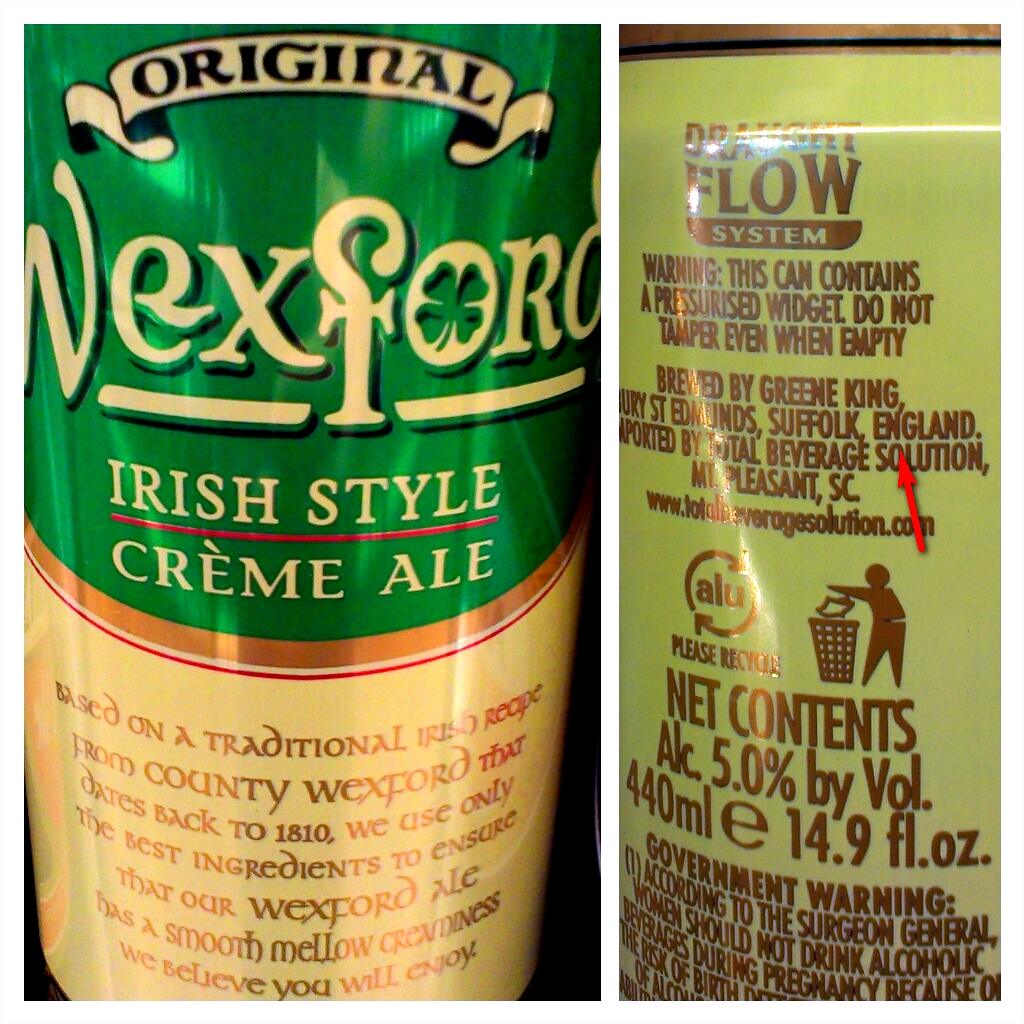 ORIGINAL
Wexford
IRISH STYLE
CRÈME ALE
BASED ON A TRADITIONAL IRISH RECIPE
FROM COUNTY WEXFORD THAT
DATES BACK TO 1810, WE USE ONLY
THE BEST INGREDIENTS TO ENSURE
THAT OUR WEXFORD ALE
HAS A SMOOTH MELLOW CREAMINESS
WE BELIEVE YOU WILL ENJOY.
DRAUGHT
FLOW
SYSTEM
WARNING: THIS CAN CONTAINS
A PRESSURISED WIDGET. DO NOT
TAMPER EVEN WHEN EMPTY
BREWED BY GREENE KING,
BURY ST EDMUNDS, SUFFOLK, ENGLAND.
IMPORTED BY TOTAL BEVERAGE SOLUTION,
MT. PLEASANT, SC.
www.totalbeveragesolution.com
alu
PLEASE RECYCLE
NET CONTENTS
Alc. 5.0% by Vol.
440ml e 14.9 fl.oz.
GOVERNMENT WARNING:
(1) ACCORDING TO THE SURGEON GENERAL,
WOMEN SHOULD NOT DRINK ALCOHOLIC
BEVERAGES DURING PREGNANCY BECAUSE OF
THE RISK OF BIRTH